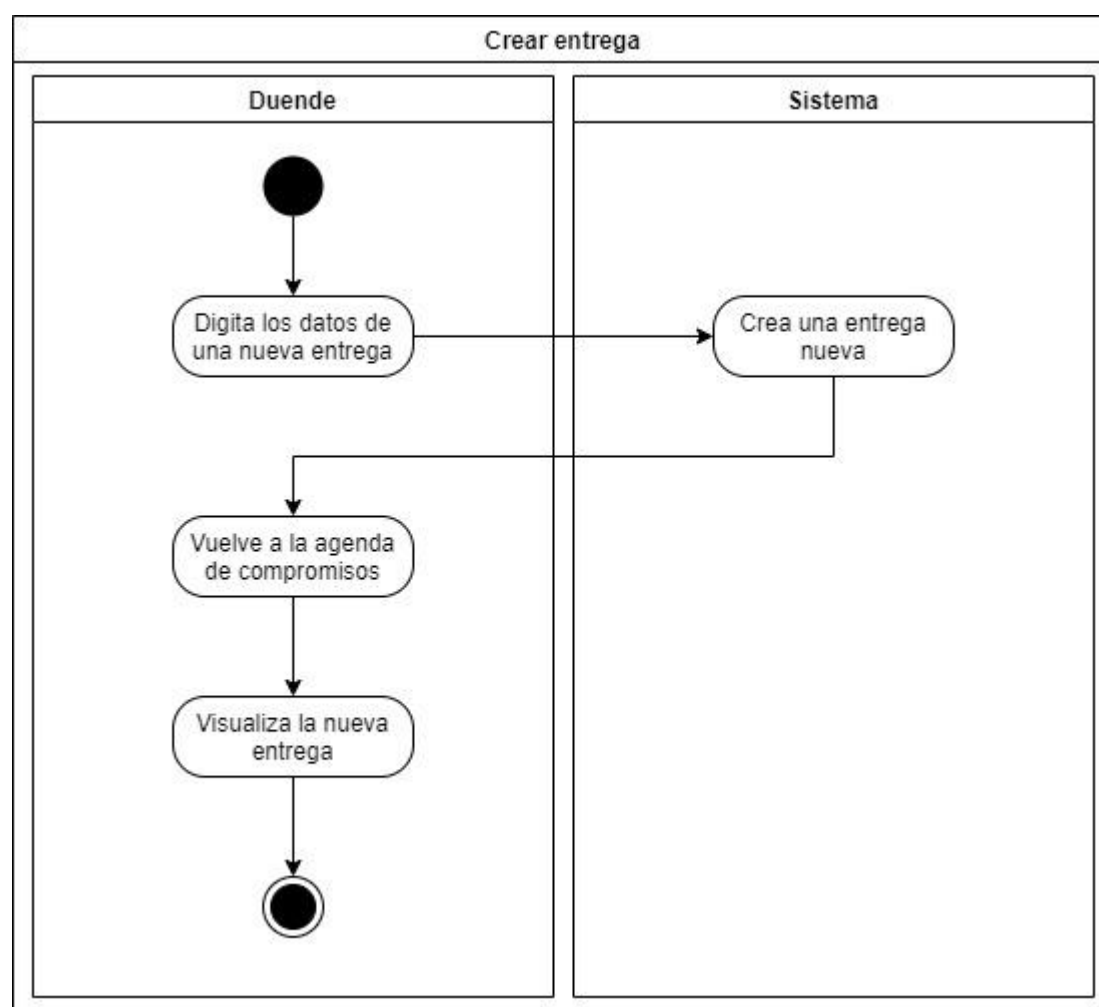 Crear entrega
Duende
Sistema
Digita los datos de
una nueva entrega
Crea una entrega
nueva
Vuelve a la agenda
de compromisos
Visualiza la nueva
entrega